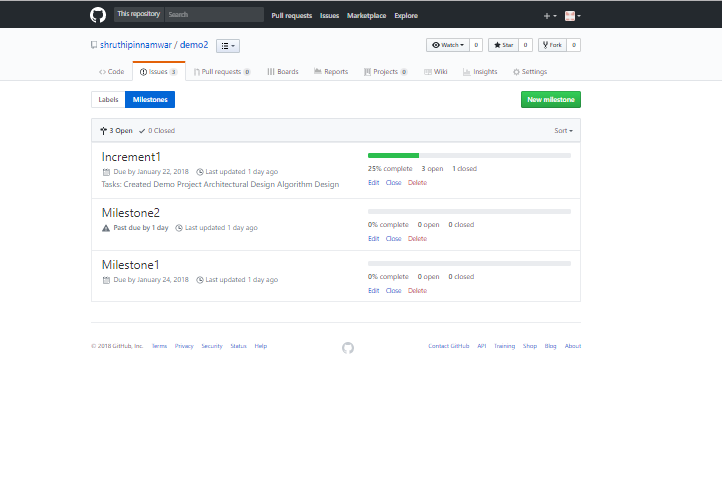 This repository Search Pull requests Issues Marketplace Explore
shruthipinnamwar / demo2 Watch 0 Star 0 Fork 0
Code Issues 3 Pull requests 0 Boards Reports Projects 0 Wiki Insights Settings
Labels Milestones New milestone
3 Open 0 Closed Sort
Increment1
Due by January 22, 2018 Last updated 1 day ago
Tasks: Created Demo Project Architectural Design Algorithm Design
25% complete 3 open 1 closed
Edit Close Delete
Milestone2
Past due by 1 day Last updated 1 day ago
0% complete 0 open 0 closed
Edit Close Delete
Milestone1
Due by January 24, 2018 Last updated 1 day ago
0% complete 0 open 0 closed
Edit Close Delete
© 2018 GitHub, Inc. Terms Privacy Security Status Help Contact GitHub API Training Shop Blog About